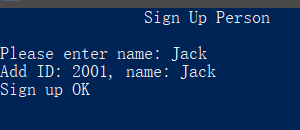 Sign Up Person
Please enter name: Jack
Add ID: 2001, name: Jack
Sign up OK